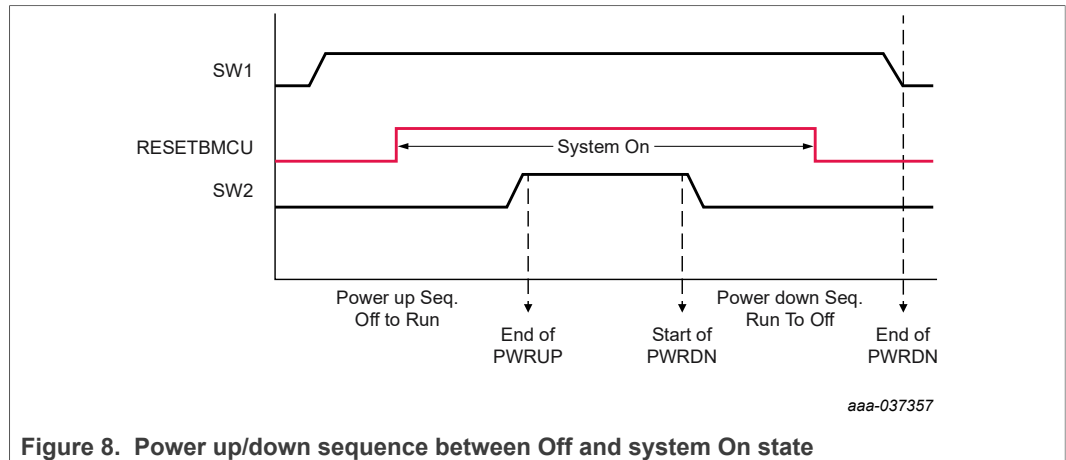 SW1
RESETBMCU
System On
SW2
Power up Seq.
Off to Run
End of
PWRUP
Start of
PWRDN
Power down Seq.
Run To Off
End of
PWRDN
aaa-037357
Figure 8. Power up/down sequence between Off and system On state